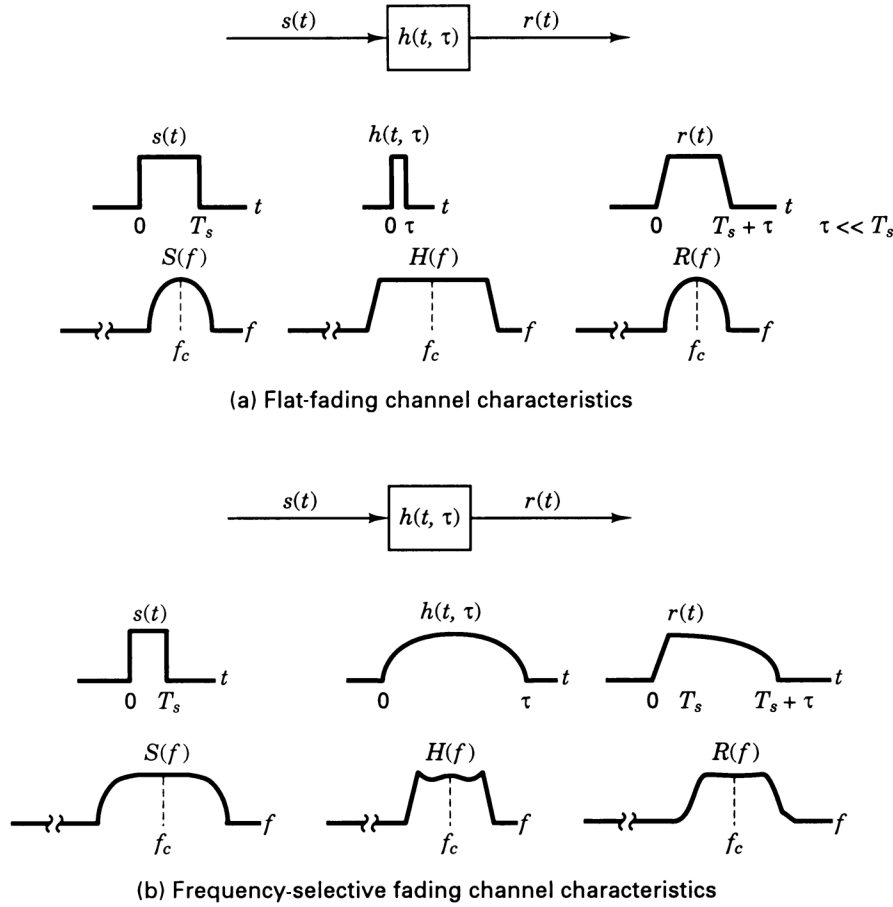 s(t) h(t, τ) r(t)
s(t) h(t, τ) r(t)
t t t
0 T_s 0 τ 0 T_s + τ τ << T_s
S(f) H(f) R(f)
f f f
f_c f_c f_c
(a) Flat-fading channel characteristics
s(t) h(t, τ) r(t)
s(t) h(t, τ) r(t)
t t t
0 T_s 0 τ 0 T_s T_s + τ
S(f) H(f) R(f)
f f f
f_c f_c f_c
(b) Frequency-selective fading channel characteristics